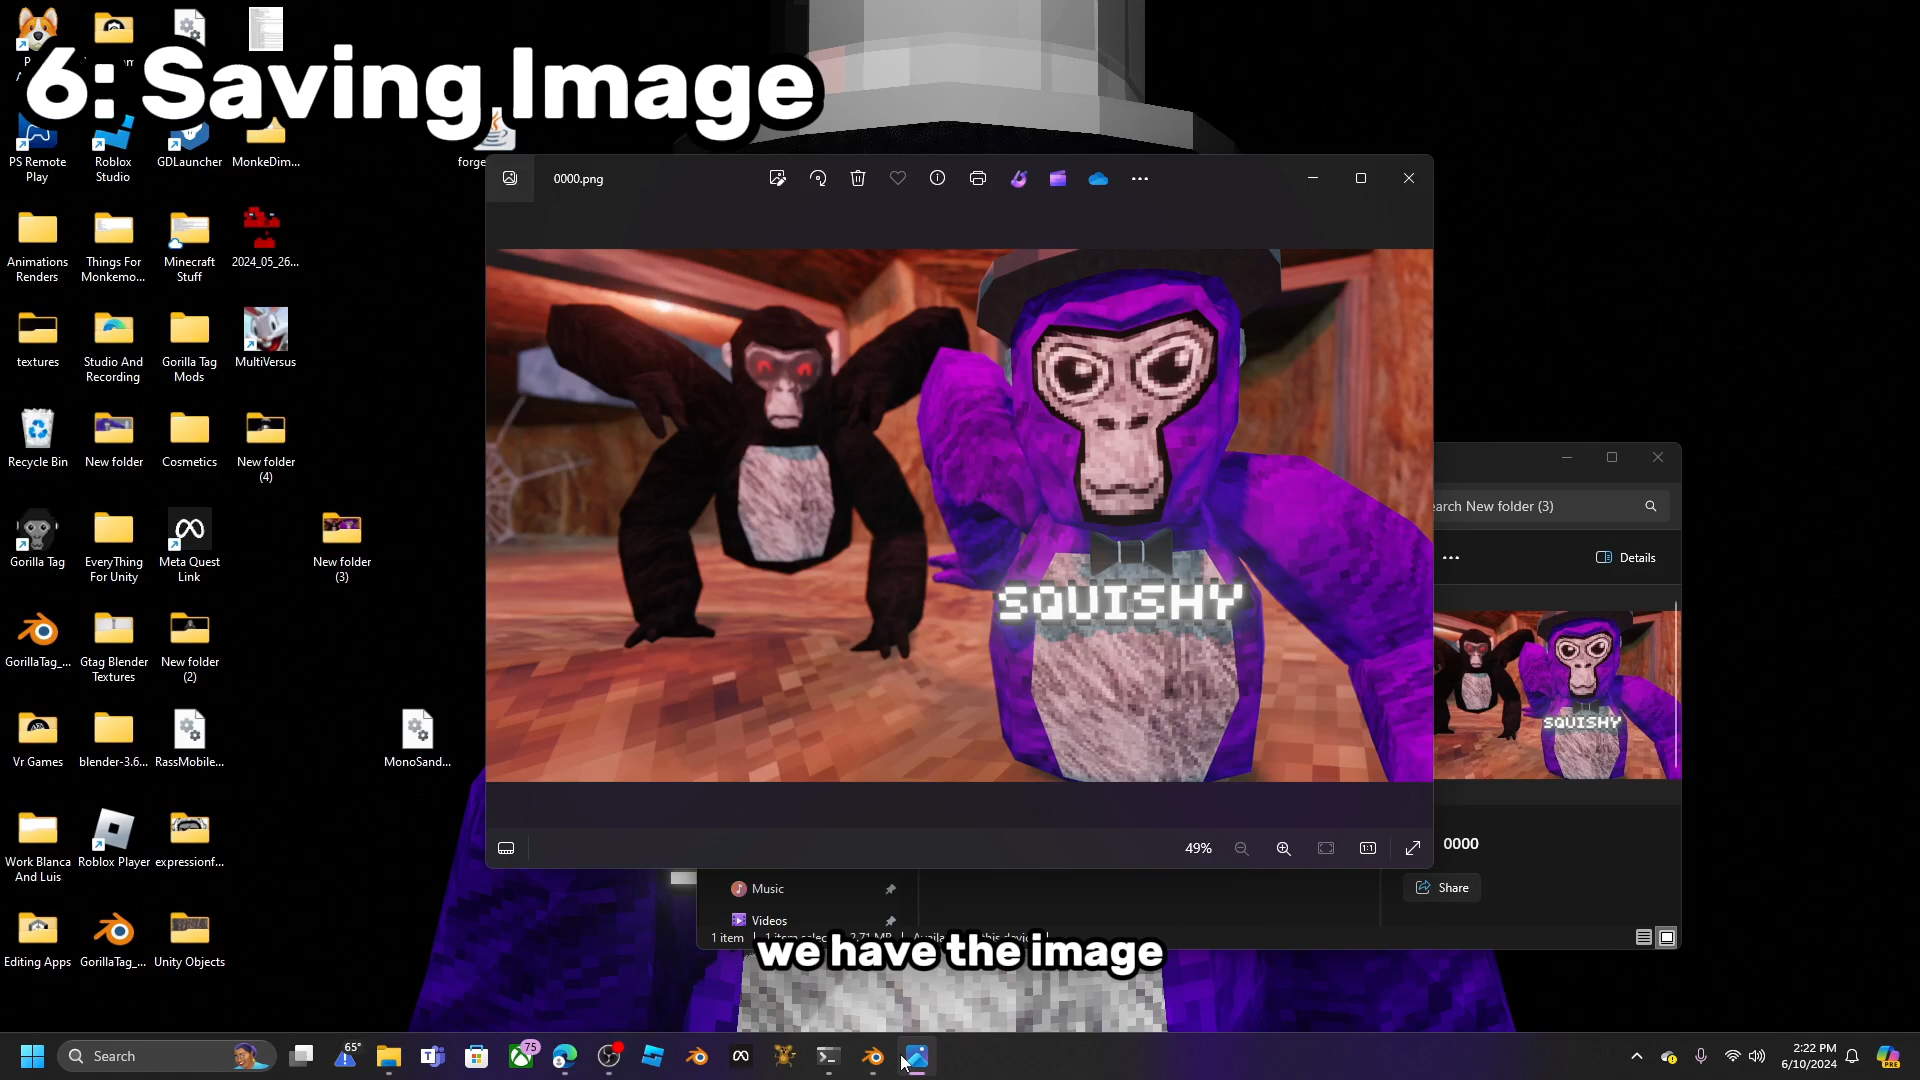 6: Saving Image
PS Remote
Play
Roblox
Studio
GDLauncher
MonkeDim...
forge
0000.png
Animations
Renders
Things For
Monkemo...
Minecraft
Stuff
2024_05_26...
textures
Studio And
Recording
Gorilla Tag
Mods
MultiVersus
Recycle Bin
New folder
Cosmetics
New folder
(4)
Gorilla Tag
EveryThing
For Unity
Meta Quest
Link
New folder
(3)
GorillaTag_...
Gtag Blender
Textures
New folder
(2)
Vr Games
blender-3.6...
RassMobile...
MonoSand...
Work Blanca
And Luis
Roblox Player
expressionf...
Editing Apps
GorillaTag_...
Unity Objects
SQUISHY
earch New folder (3)
Details
SQUISHY
49%
0000
Share
Music
Videos
1 item
we have the image
Search
65°
75
2:22 PM
6/10/2024
PRE